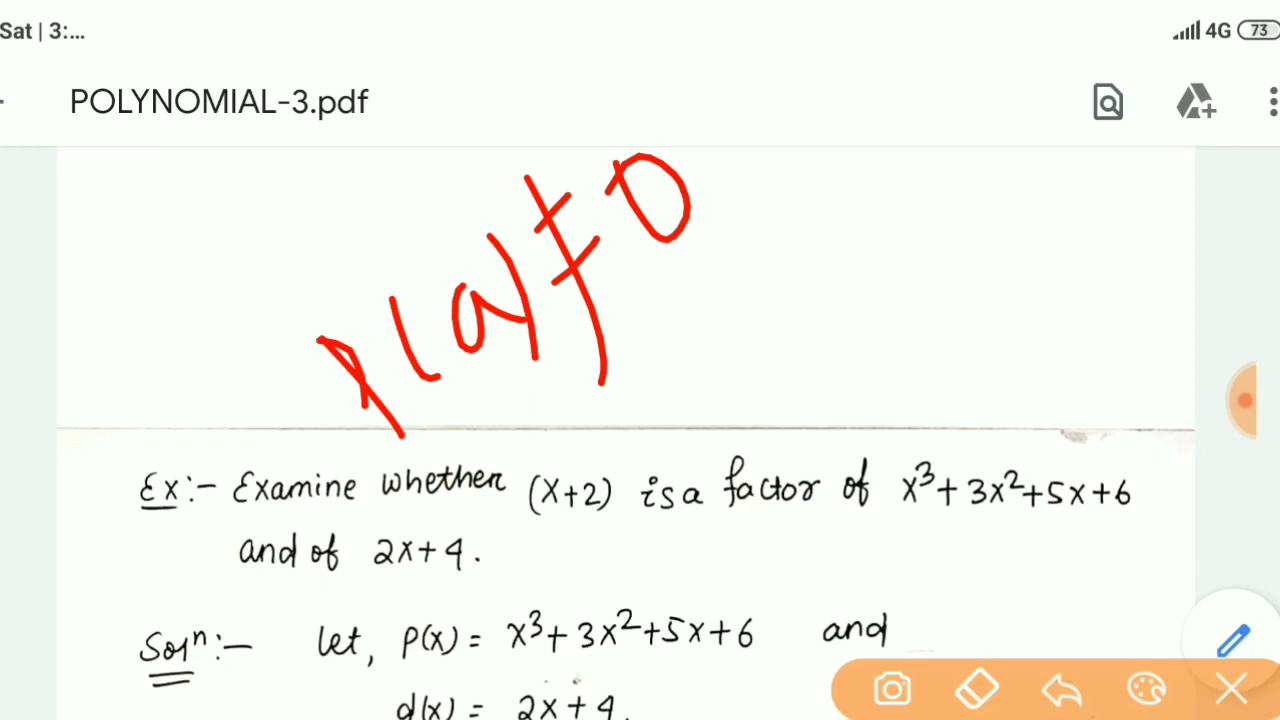 Sat | 3:...
4G 73
POLYNOMIAL-3.pdf
p(a)≠0
Ex:- Examine whether (x+2) is a factor of x³+3x²+5x+6
and of 2x+4.
Solⁿ:- let, p(x) = x³+3x²+5x+6 and
d(x) = 2x+4.